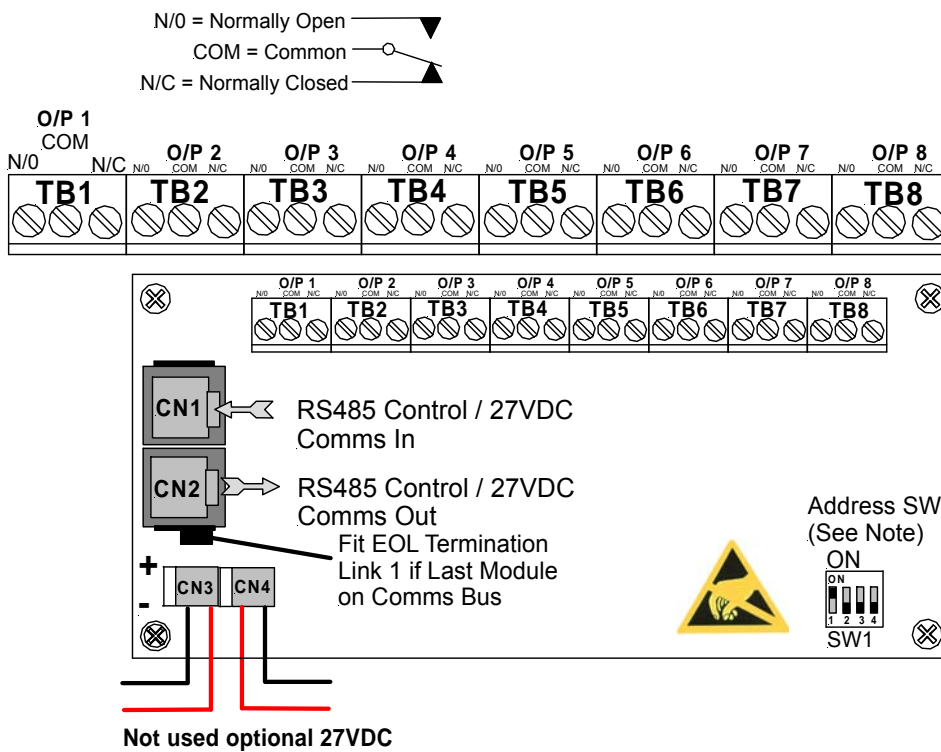 N/0 = Normally Open
COM = Common
N/C = Normally Closed
O/P 1
COM
N/0 N/C
O/P 2 O/P 3 O/P 4 O/P 5 O/P 6 O/P 7 O/P 8
N/0 COM N/C N/0 COM N/C N/0 COM N/C N/0 COM N/C N/0 COM N/C N/0 COM N/C N/0 COM N/C
TB1 TB2 TB3 TB4 TB5 TB6 TB7 TB8
O/P 1 O/P 2 O/P 3 O/P 4 O/P 5 O/P 6 O/P 7 O/P 8
N/0 COM N/C N/0 COM N/C N/0 COM N/C N/0 COM N/C N/0 COM N/C N/0 COM N/C N/0 COM N/C N/0 COM N/C
TB1 TB2 TB3 TB4 TB5 TB6 TB7 TB8
CN1
RS485 Control / 27VDC
Comms In
CN2
RS485 Control / 27VDC
Comms Out
Fit EOL Termination
Link 1 if Last Module
on Comms Bus
+
-
CN3 CN4
Address SW
(See Note)
ON
ON
1 2 3 4
SW1
Not used optional 27VDC